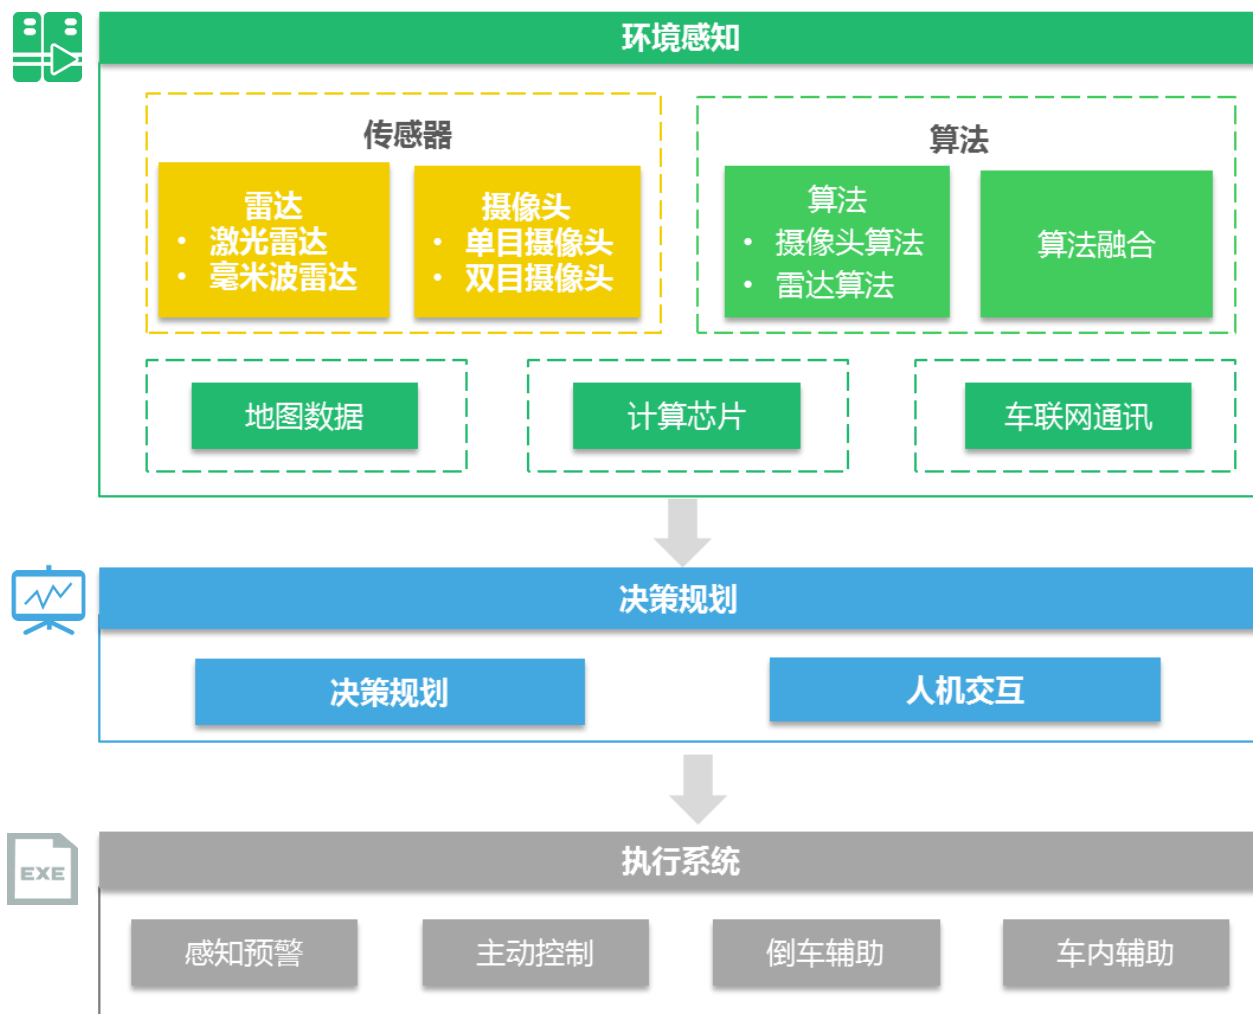 环境感知
传感器
雷达
• 激光雷达
• 毫米波雷达
摄像头
• 单目摄像头
• 双目摄像头
算法
算法
• 摄像头算法
• 雷达算法
算法融合
地图数据
计算芯片
车联网通讯
决策规划
决策规划
人机交互
EXE
执行系统
感知预警
主动控制
倒车辅助
车内辅助